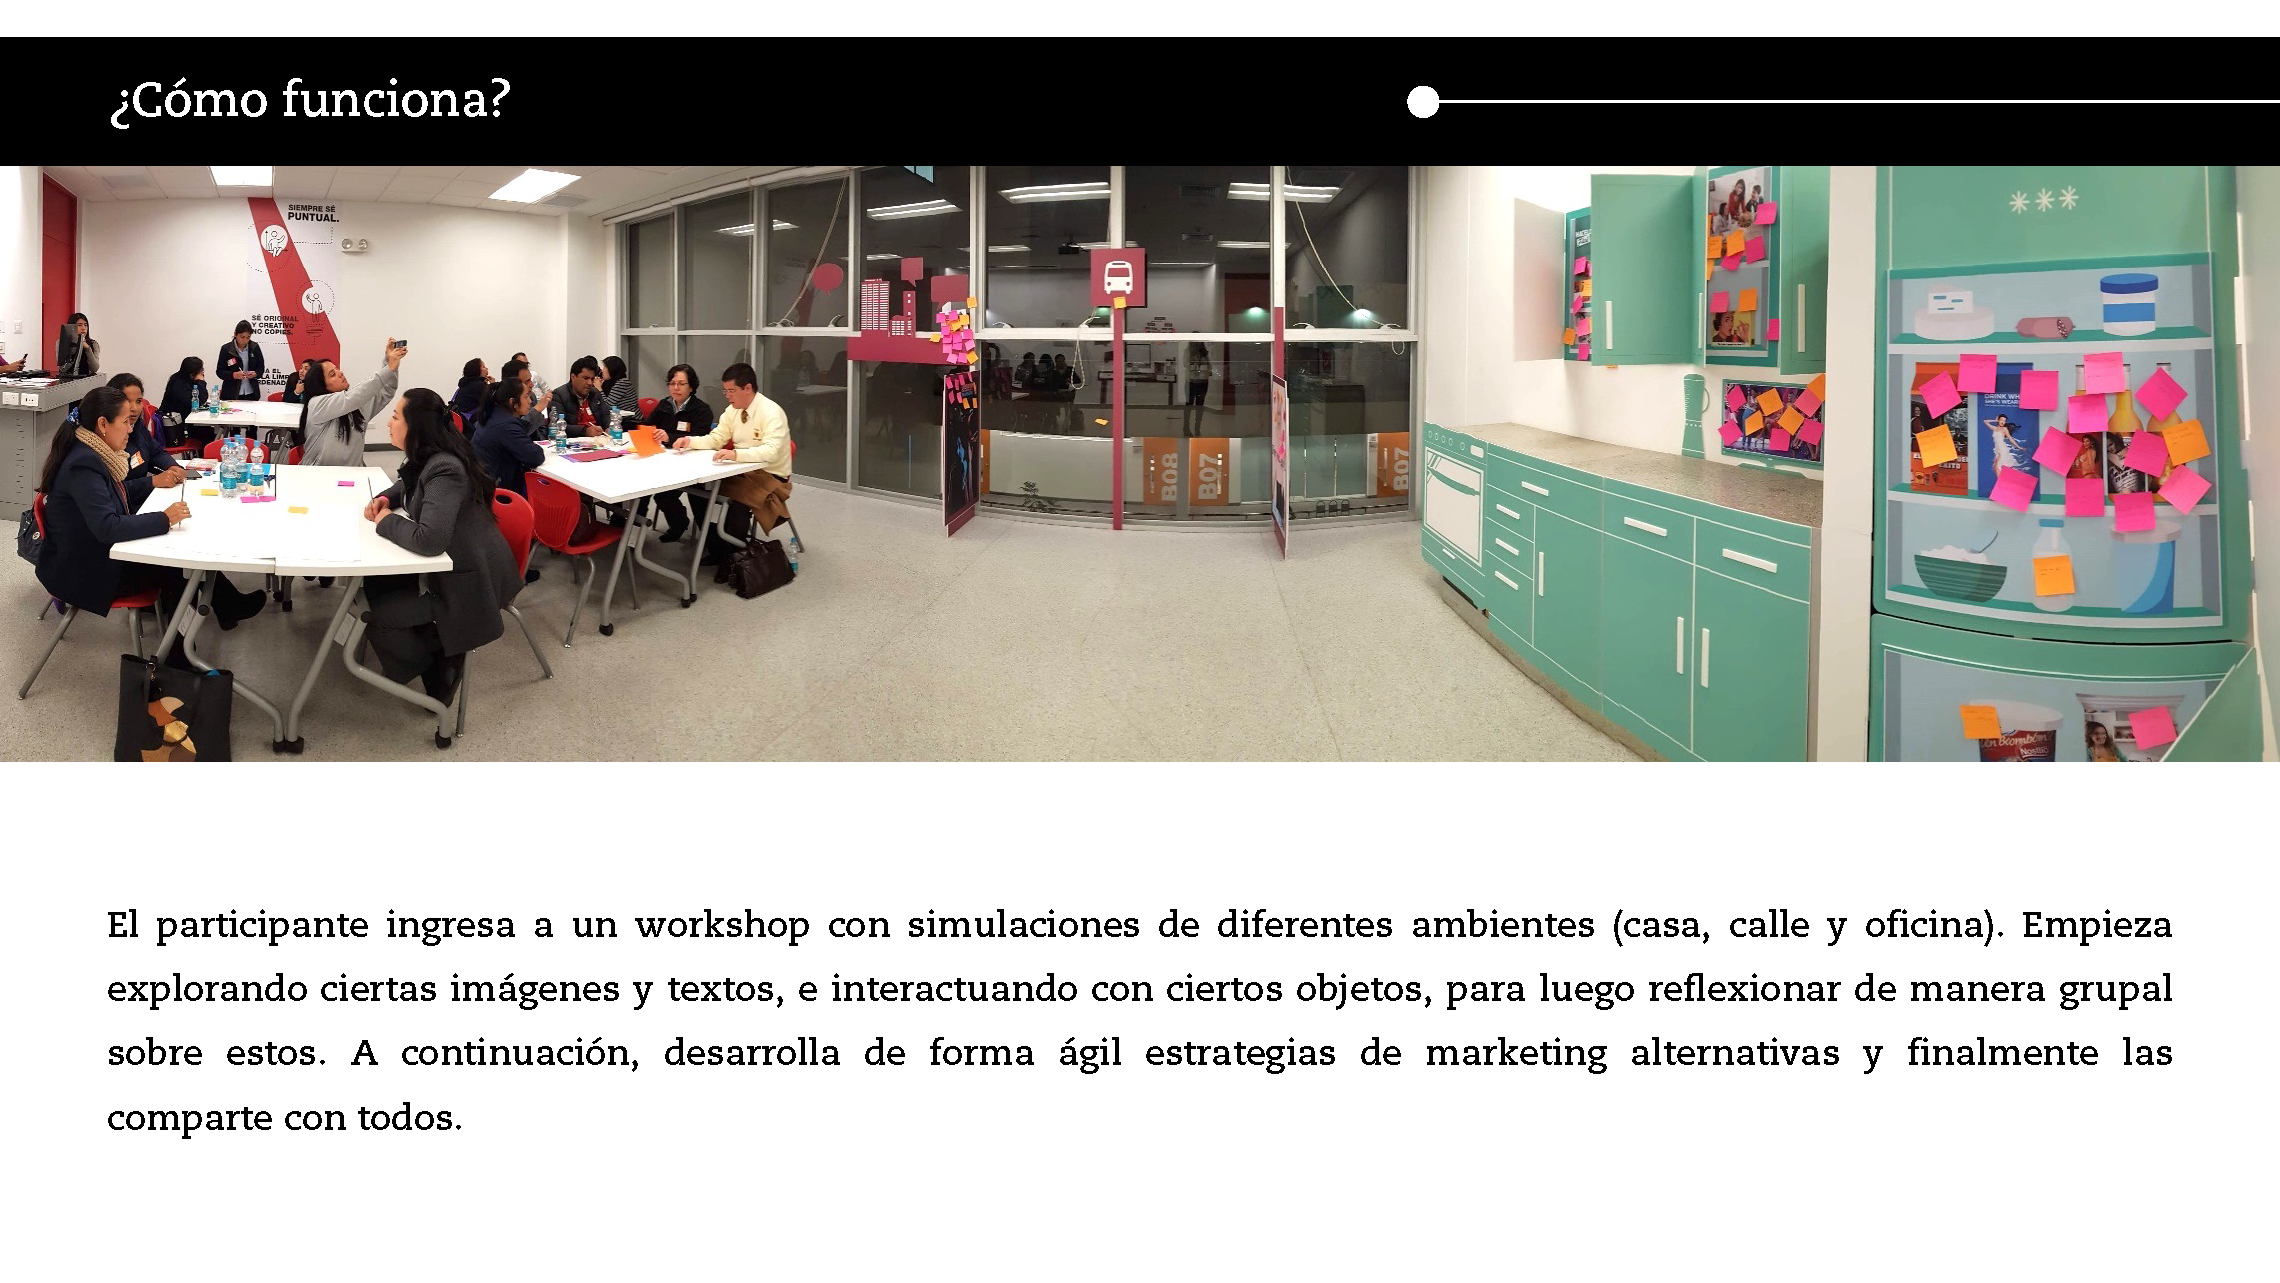 ¿Cómo funciona?
SIEMPRE SÉ
PUNTUAL.
SÉ ORIGINAL
Y CREATIVO
NO COPIES.
B08
B07
B07
DRINK
Nestlé
El participante ingresa a un workshop con simulaciones de diferentes ambientes (casa, calle y oficina). Empieza
explorando ciertas imágenes y textos, e interactuando con ciertos objetos, para luego reflexionar de manera grupal
sobre estos. A continuación, desarrolla de forma ágil estrategias de marketing alternativas y finalmente las
comparte con todos.